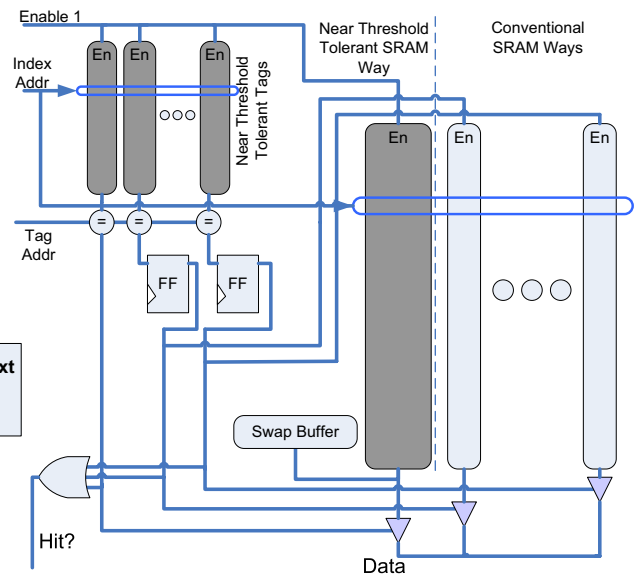 Enable 1
Near Threshold
Tolerant SRAM
Way
Conventional
SRAM Ways
En
En
En
Index
Addr
Near Threshold
Tolerant Tags
En
En
En
=
=
=
Tag
Addr
FF
FF
xt
Swap Buffer
Hit?
Data